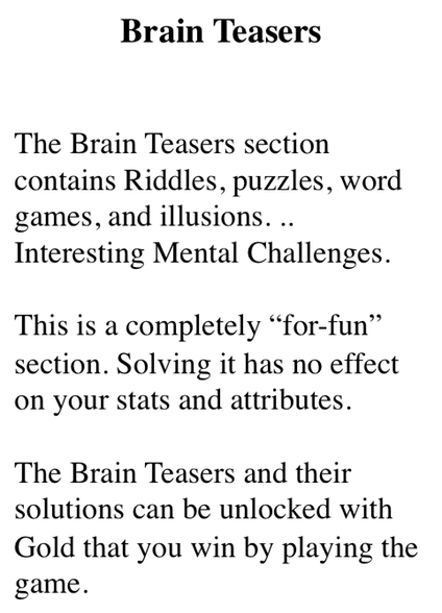 Brain Teasers
The Brain Teasers section
contains Riddles, puzzles, word
games, and illusions. ..
Interesting Mental Challenges.
This is a completely “for-fun”
section. Solving it has no effect
on your stats and attributes.
The Brain Teasers and their
solutions can be unlocked with
Gold that you win by playing the
game.